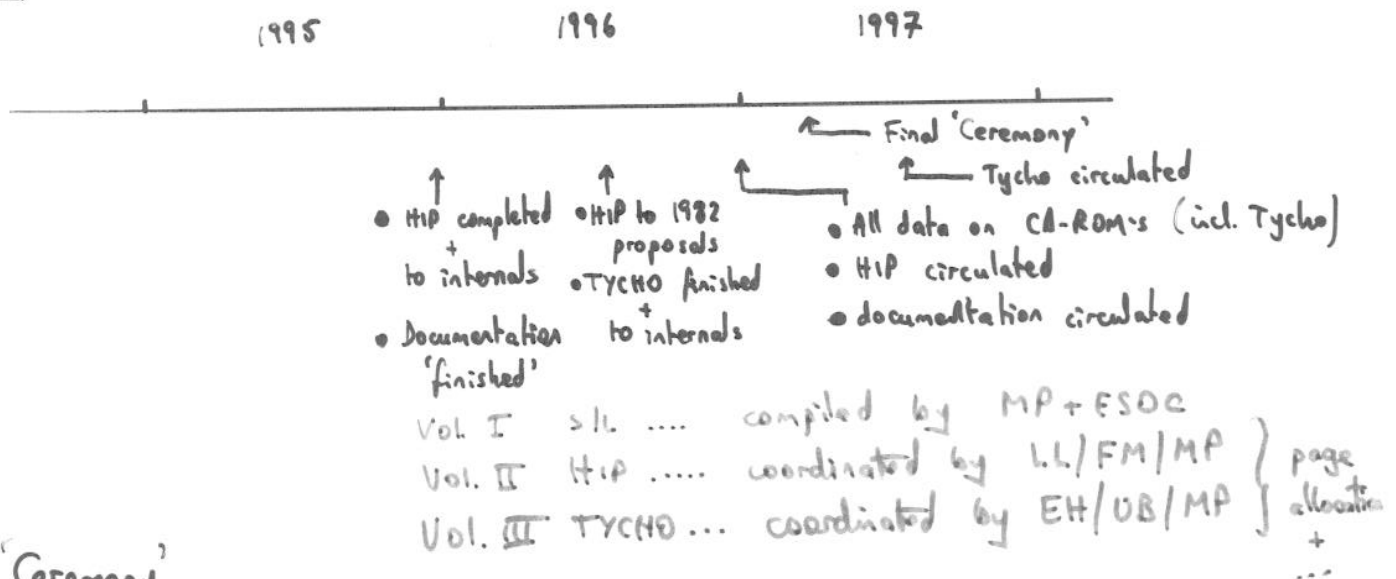 1995 1996 1997
Final 'Ceremony'
Tycho circulated
• HIP completed
+
to internals
• Documentation
'finished'
• HIP to 1982
proposals
• TYCHO finished
+
to internals
• All data on CD-ROM's (incl. Tycho)
• HIP circulated
• documentation circulated
Vol. I S/C .... compiled by MP + ESOC
Vol. II HIP ..... coordinated by LL/FM/MP
Vol. III TYCHO ... coordinated by EH/UB/MP
page
allocation
+
...
'Ceremony'